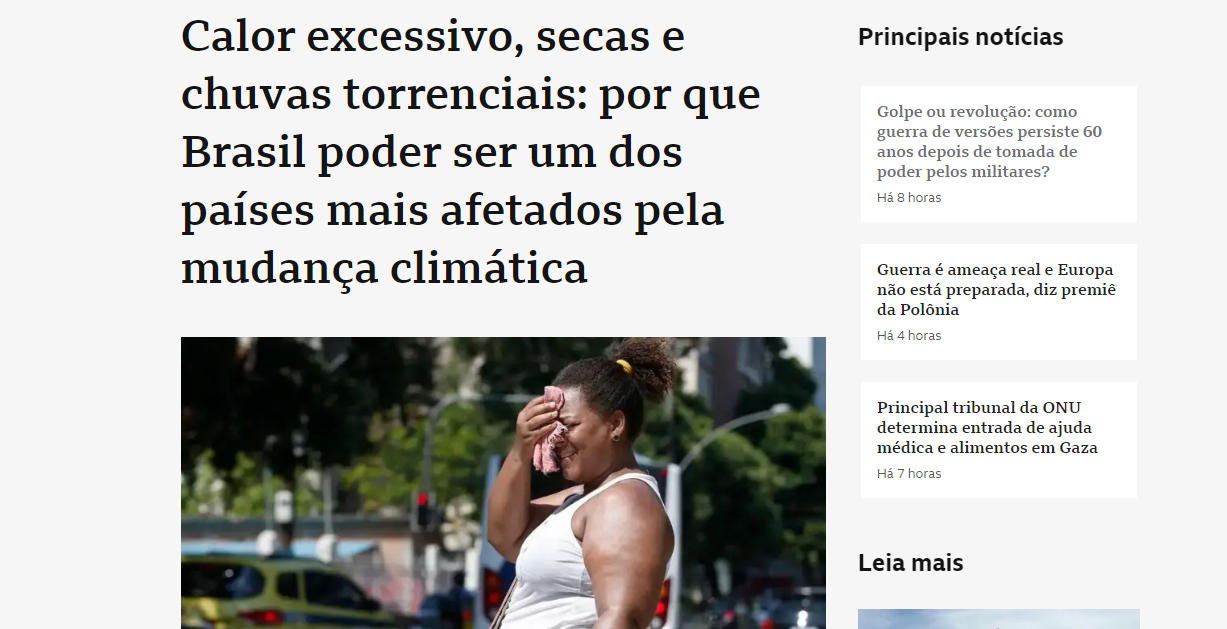 Calor excessivo, secas e
chuvas torrenciais: por que
Brasil poder ser um dos
países mais afetados pela
mudança climática
Principais notícias
Golpe ou revolução: como
guerra de versões persiste 60
anos depois de tomada de
poder pelos militares?
Há 8 horas
Guerra é ameaça real e Europa
não está preparada, diz premiê
da Polônia
Há 4 horas
Principal tribunal da ONU
determina entrada de ajuda
médica e alimentos em Gaza
Há 7 horas
Leia mais